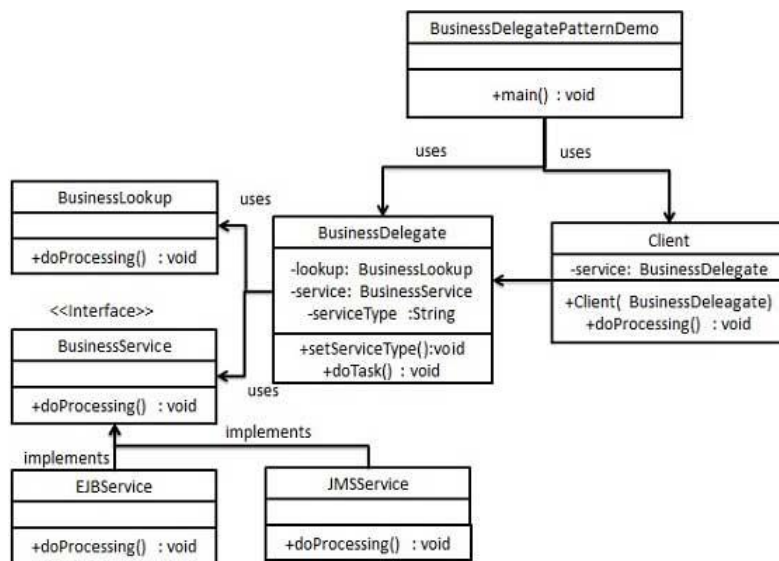 BusinessDelegatePatternDemo
+main() : void
uses
uses
BusinessLookup
+doProcessing() : void
uses
BusinessDelegate
-lookup: BusinessLookup
-service: BusinessService
-serviceType :String
+setServiceType():void
+doTask() : void
Client
-service: BusinessDelegate
+Client( BusinessDeleagate)
+doProcessing() : void
<<Interface>>
BusinessService
+doProcessing() : void
uses
implements
implements
EJBService
+doProcessing() : void
JMSService
+doProcessing() : void